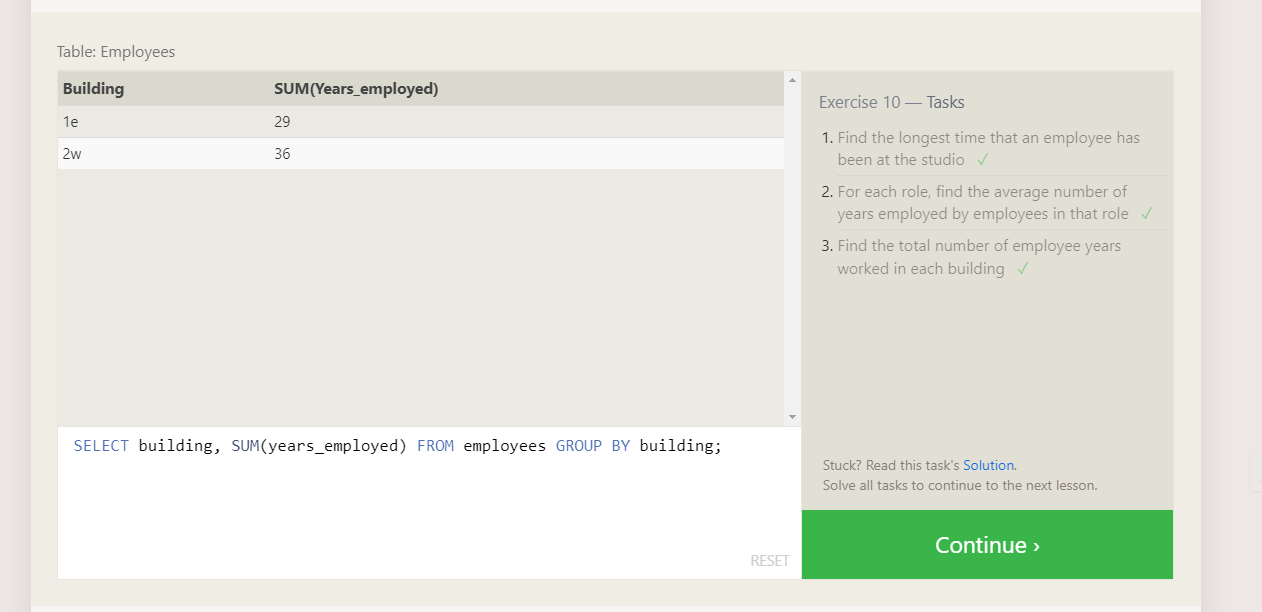 Table: Employees
Building SUM(Years_employed)
1e 29
2w 36
SELECT building, SUM(years_employed) FROM employees GROUP BY building;
RESET
Exercise 10 — Tasks
1. Find the longest time that an employee has
been at the studio ✓
2. For each role, find the average number of
years employed by employees in that role ✓
3. Find the total number of employee years
worked in each building ✓
Stuck? Read this task's Solution.
Solve all tasks to continue to the next lesson.
Continue ›